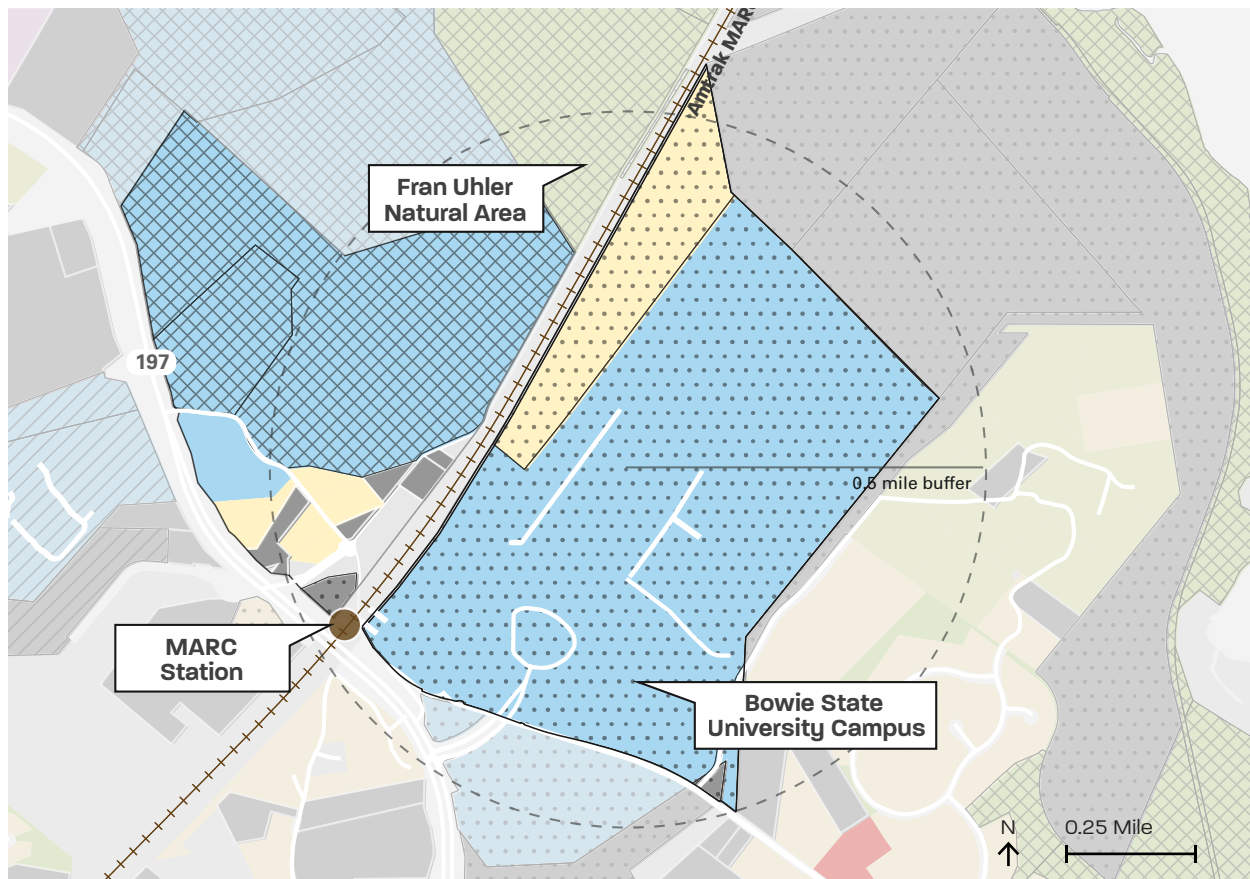 Amtrak MARC
Fran Uhler
Natural Area
197
0.5 mile buffer
MARC
Station
Bowie State
University Campus
N
0.25 Mile